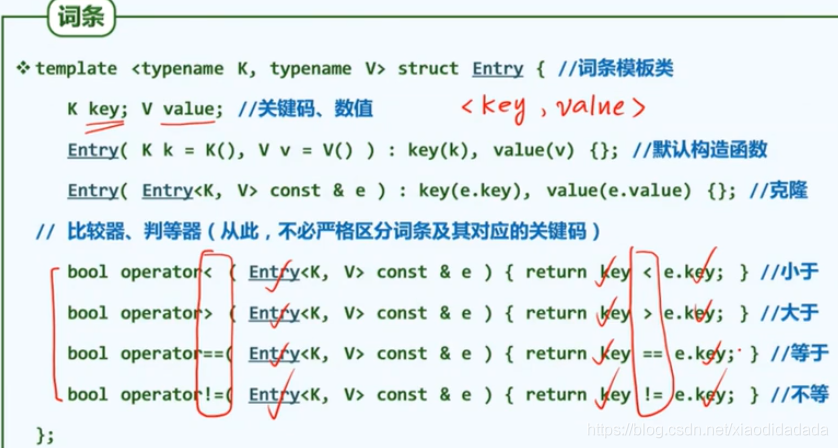 词条
❖ template <typename K, typename V> struct Entry { //词条模板类
K key; V value; //关键码、数值 <key, value>
Entry( K k = K(), V v = V() ) : key(k), value(v) {}; //默认构造函数
Entry( Entry<K, V> const & e ) : key(e.key), value(e.value) {}; //克隆
// 比较器、判等器（从此，不必严格区分词条及其对应的关键码）
bool operator< ( Entry<K, V> const & e ) { return key < e.key; } //小于
bool operator> ( Entry<K, V> const & e ) { return key > e.key; } //大于
bool operator==( Entry<K, V> const & e ) { return key == e.key; } //等于
bool operator!=( Entry<K, V> const & e ) { return key != e.key; } //不等
};
https://blog.csdn.net/xiaodidadada